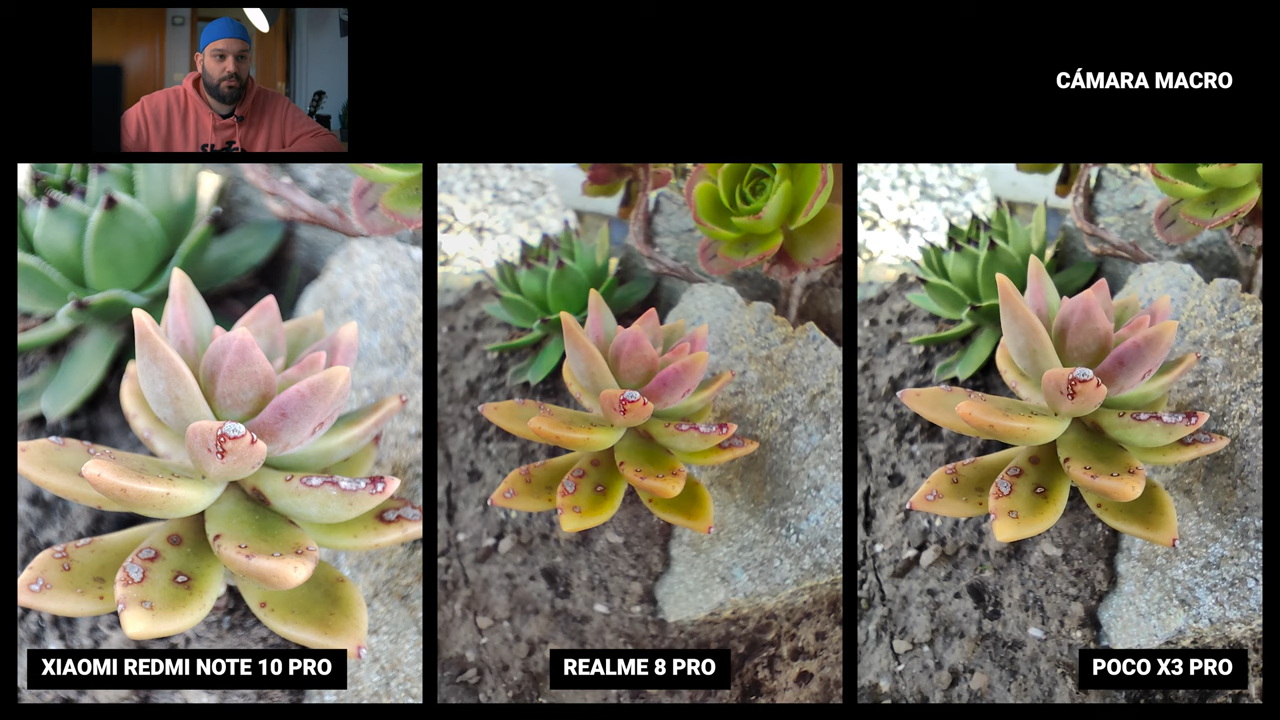 CÁMARA MACRO
XIAOMI REDMI NOTE 10 PRO
REALME 8 PRO
POCO X3 PRO